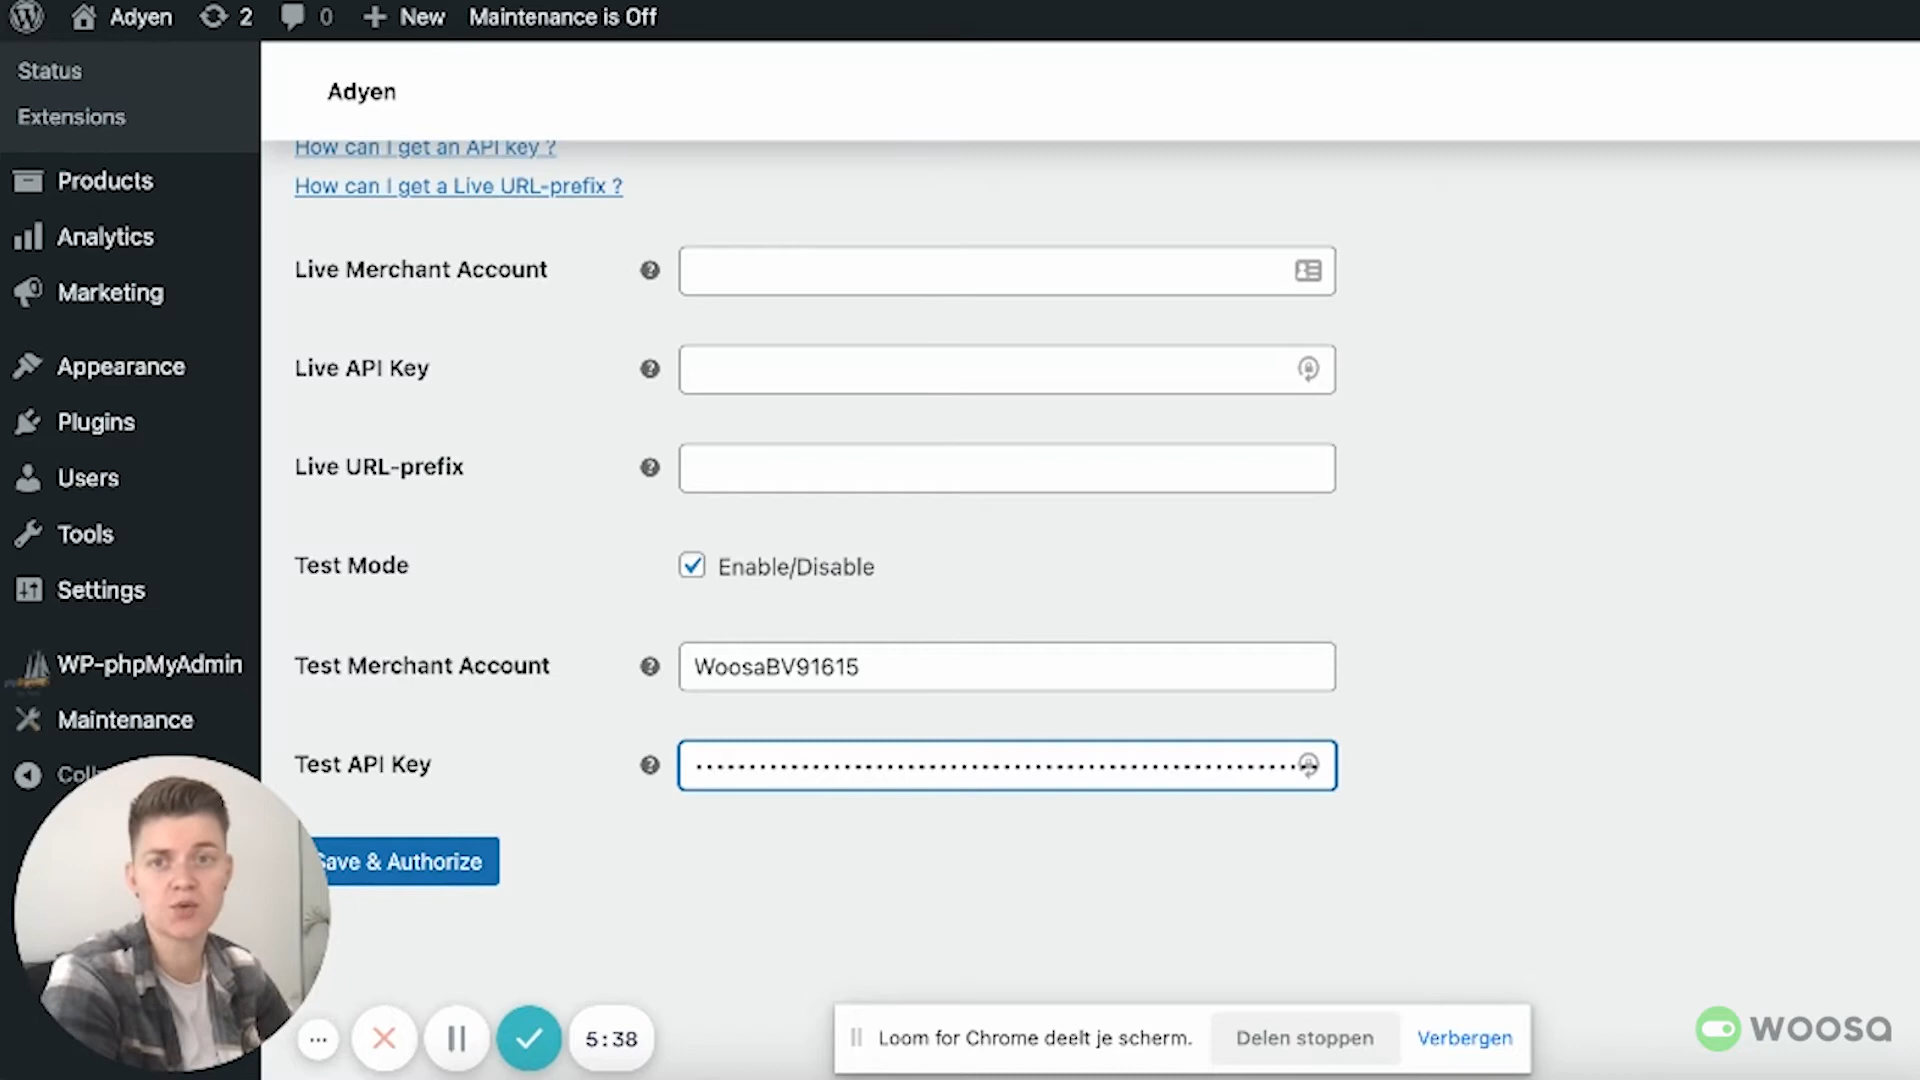 Adyen 2 0 New Maintenance is Off
Status
Extensions
Products
Analytics
Marketing
Appearance
Plugins
Users
Tools
Settings
WP-phpMyAdmin
Maintenance
Adyen
How can I get an API key ?
How can I get a Live URL-prefix ?
Live Merchant Account
Live API Key
Live URL-prefix
Test Mode
Enable/Disable
Test Merchant Account
WoosaBV91615
Test API Key
Save & Authorize
5:38
Loom for Chrome deelt je scherm.
Delen stoppen
Verbergen
woosa